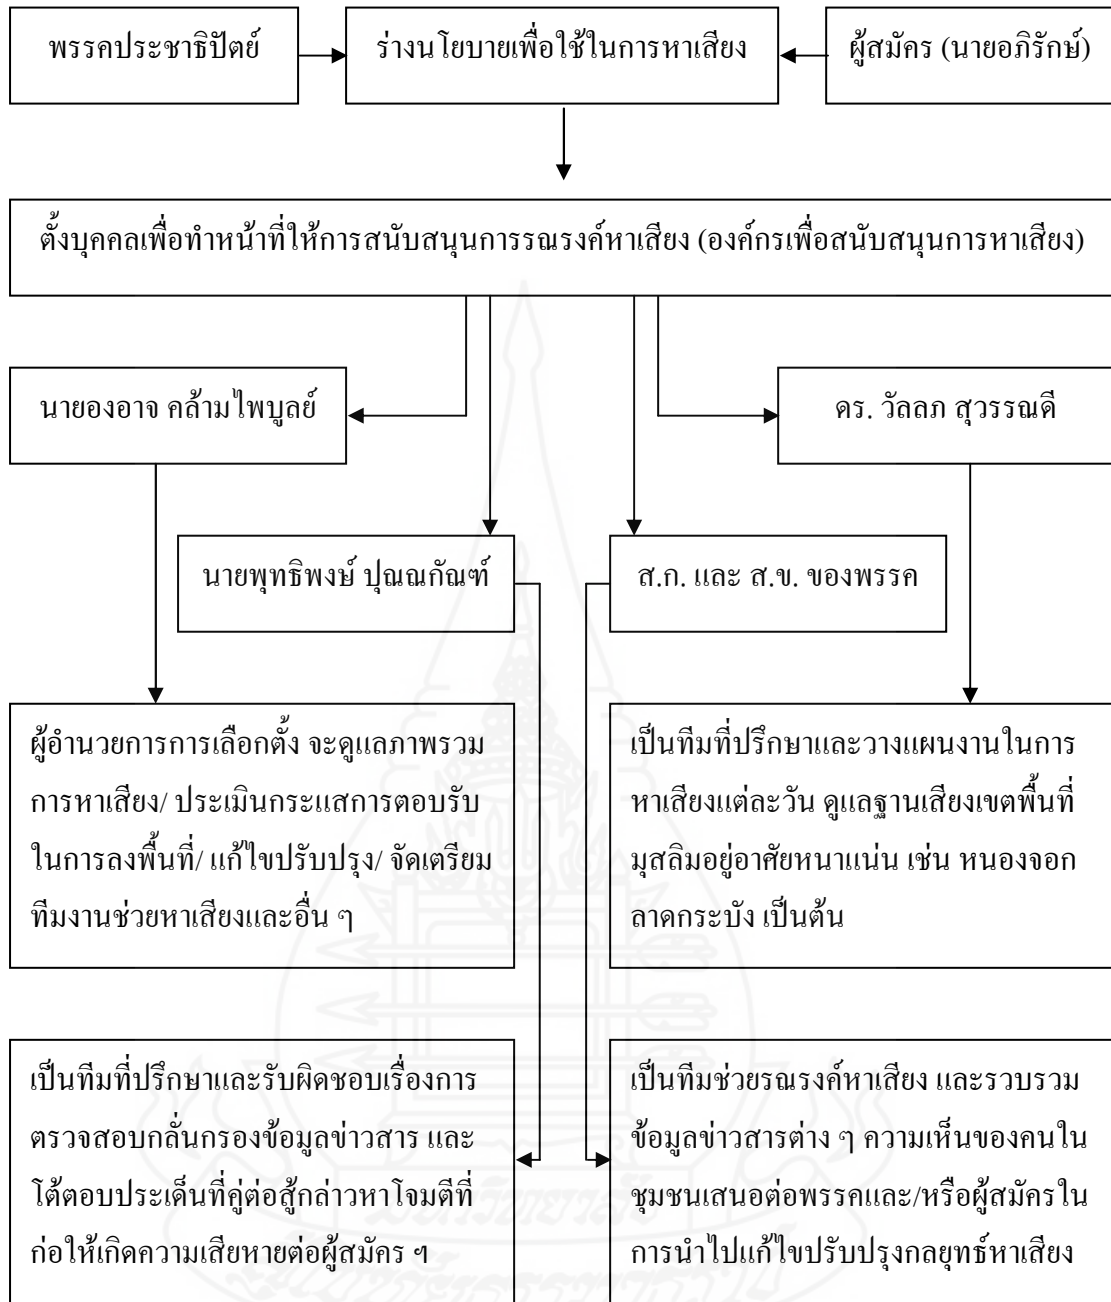 พรรคประชาธิปัตย์
ร่างนโยบายเพื่อใช้ในการหาเสียง
ผู้สมัคร (นายอภิรักษ์)
ตั้งบุคคลเพื่อทำหน้าที่ให้การสนับสนุนการรณรงค์หาเสียง (องค์กรเพื่อสนับสนุนการหาเสียง)
นายองอาจ คล้ามไพบูลย์
ดร. วัลลภ สุวรรณดี
นายพุทธิพงษ์ ปุณณกัณฑ์
ส.ก. และ ส.ข. ของพรรค
ผู้อำนวยการการเลือกตั้ง จะดูแลภาพรวม
การหาเสียง/ ประเมินกระแสการตอบรับ
ในการลงพื้นที่/ แก้ไขปรับปรุง/ จัดเตรียม
ทีมงานช่วยหาเสียงและอื่น ๆ
เป็นทีมที่ปรึกษาและวางแผนงานในการ
หาเสียงแต่ละวัน ดูแลฐานเสียงเขตพื้นที่
มุสลิมอยู่อาศัยหนาแน่น เช่น หนองจอก
ลาดกระบัง เป็นต้น
เป็นทีมที่ปรึกษาและรับผิดชอบเรื่องการ
ตรวจสอบกลั่นกรองข้อมูลข่าวสาร และ
โต้ตอบประเด็นที่คู่ต่อสู้กล่าวหาโจมตีที่
ก่อให้เกิดความเสียหายต่อผู้สมัคร ฯ
เป็นทีมช่วยรณรงค์หาเสียง และรวบรวม
ข้อมูลข่าวสารต่าง ๆ ความเห็นของคนใน
ชุมชนเสนอต่อพรรคและ/หรือผู้สมัครใน
การนำไปแก้ไขปรับปรุงกลยุทธ์หาเสียง